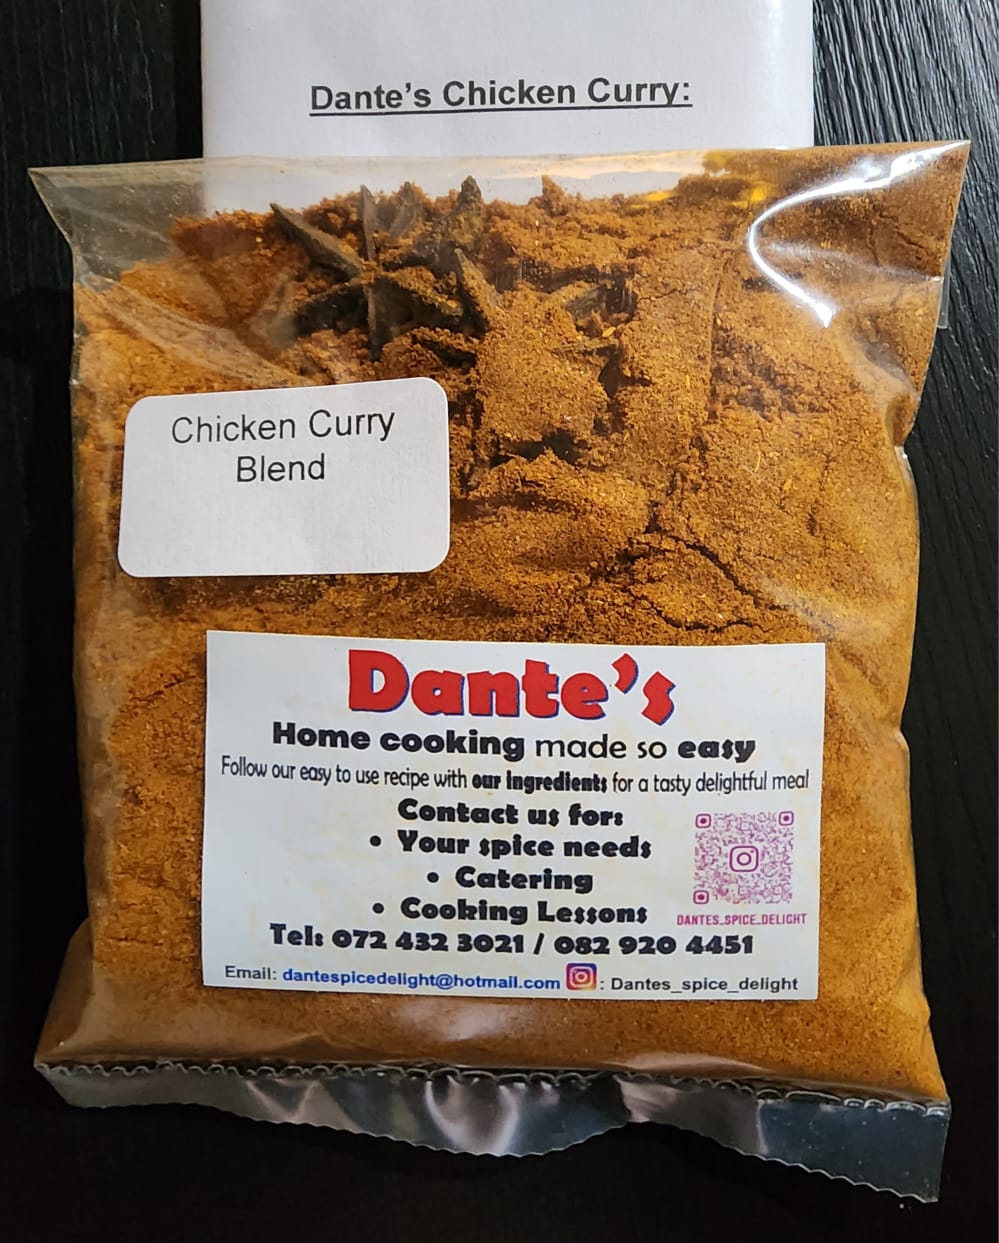 Dante's Chicken Curry:
Chicken Curry
Blend
Dante's
Home cooking made so easy
Follow our easy to use recipe with our ingredients for a tasty delightful meal
Contact us for:
• Your spice needs
• Catering
• Cooking Lessons
DANTES_SPICE_DELIGHT
Tel: 072 432 3021 / 082 920 4451
Email: dantespicedelight@hotmail.com : Dantes_spice_delight